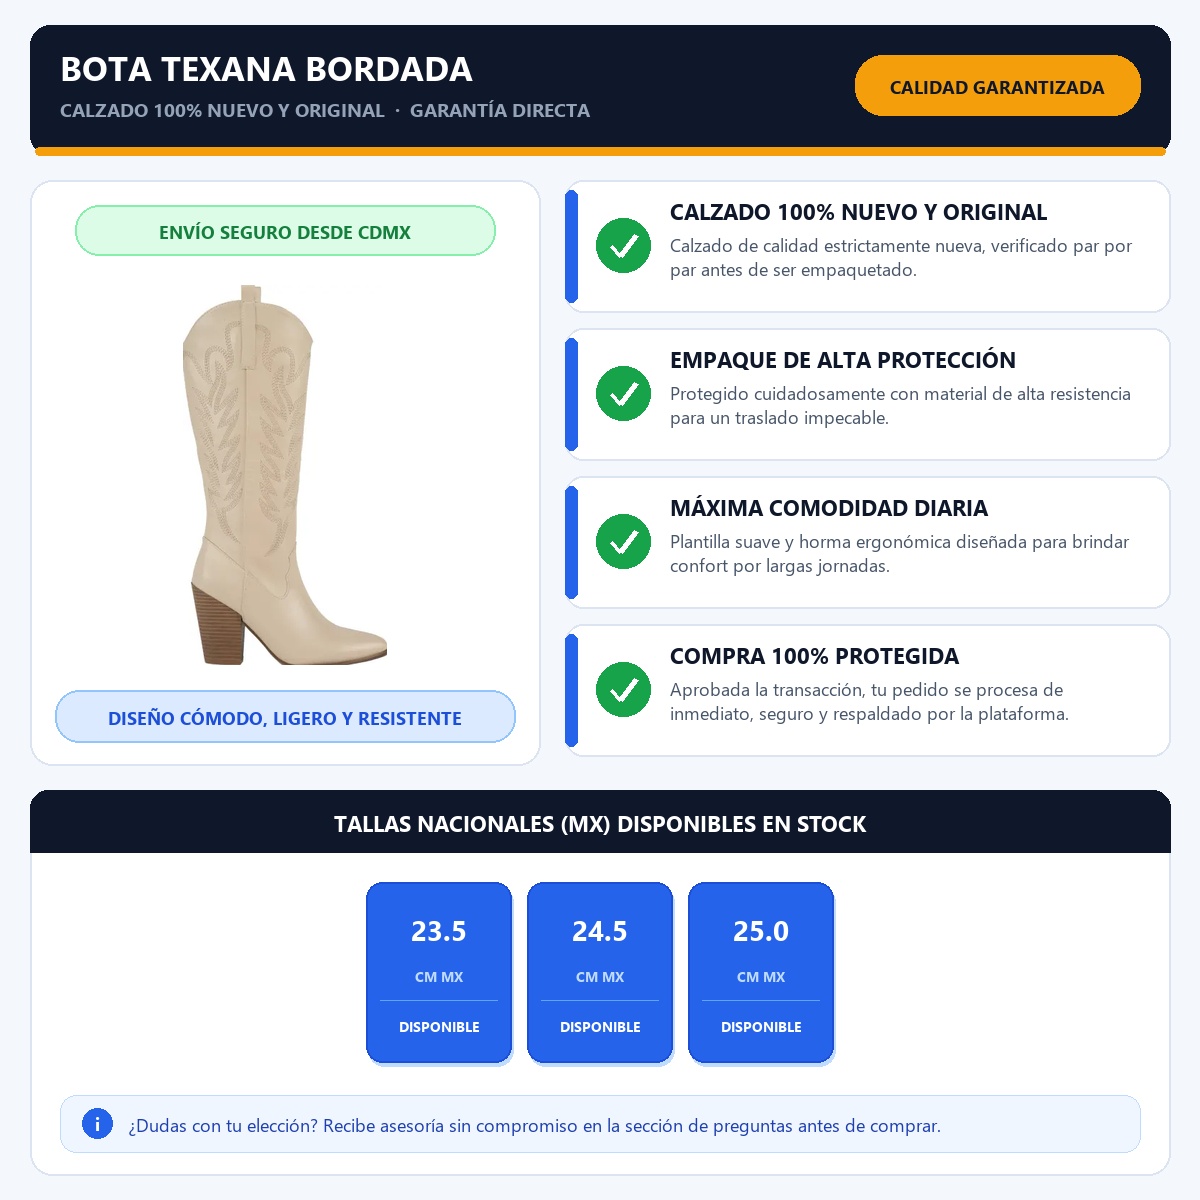 BOTA TEXANA BORDADA
CALZADO 100% NUEVO Y ORIGINAL · GARANTÍA DIRECTA
CALIDAD GARANTIZADA
ENVÍO SEGURO DESDE CDMX
DISEÑO CÓMODO, LIGERO Y RESISTENTE
CALZADO 100% NUEVO Y ORIGINAL
Calzado de calidad estrictamente nueva, verificado par por
par antes de ser empaquetado.
EMPAQUE DE ALTA PROTECCIÓN
Protegido cuidadosamente con material de alta resistencia
para un traslado impecable.
MÁXIMA COMODIDAD DIARIA
Plantilla suave y horma ergonómica diseñada para brindar
confort por largas jornadas.
COMPRA 100% PROTEGIDA
Aprobada la transacción, tu pedido se procesa de
inmediato, seguro y respaldado por la plataforma.
TALLAS NACIONALES (MX) DISPONIBLES EN STOCK
23.5
CM MX
DISPONIBLE
24.5
CM MX
DISPONIBLE
25.0
CM MX
DISPONIBLE
¿Dudas con tu elección? Recibe asesoría sin compromiso en la sección de preguntas antes de comprar.